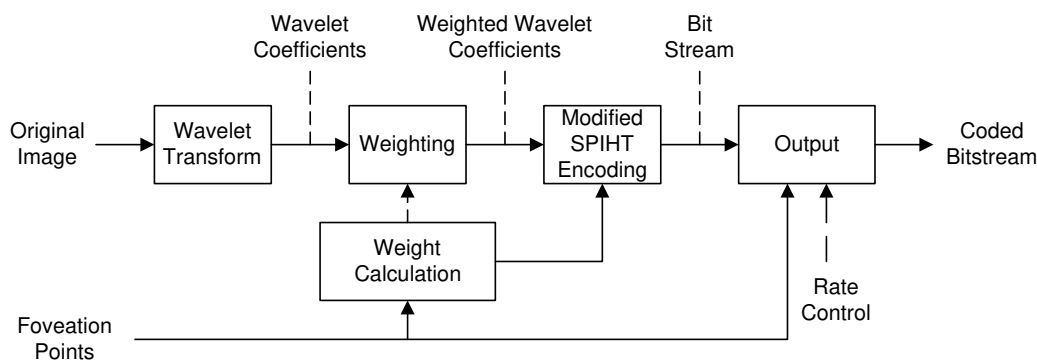 Wavelet
Coefficients
Weighted Wavelet
Coefficients
Bit
Stream
Original
Image
Wavelet
Transform
Weighting
Modified
SPIHT
Encoding
Output
Coded
Bitstream
Weight
Calculation
Rate
Control
Foveation
Points